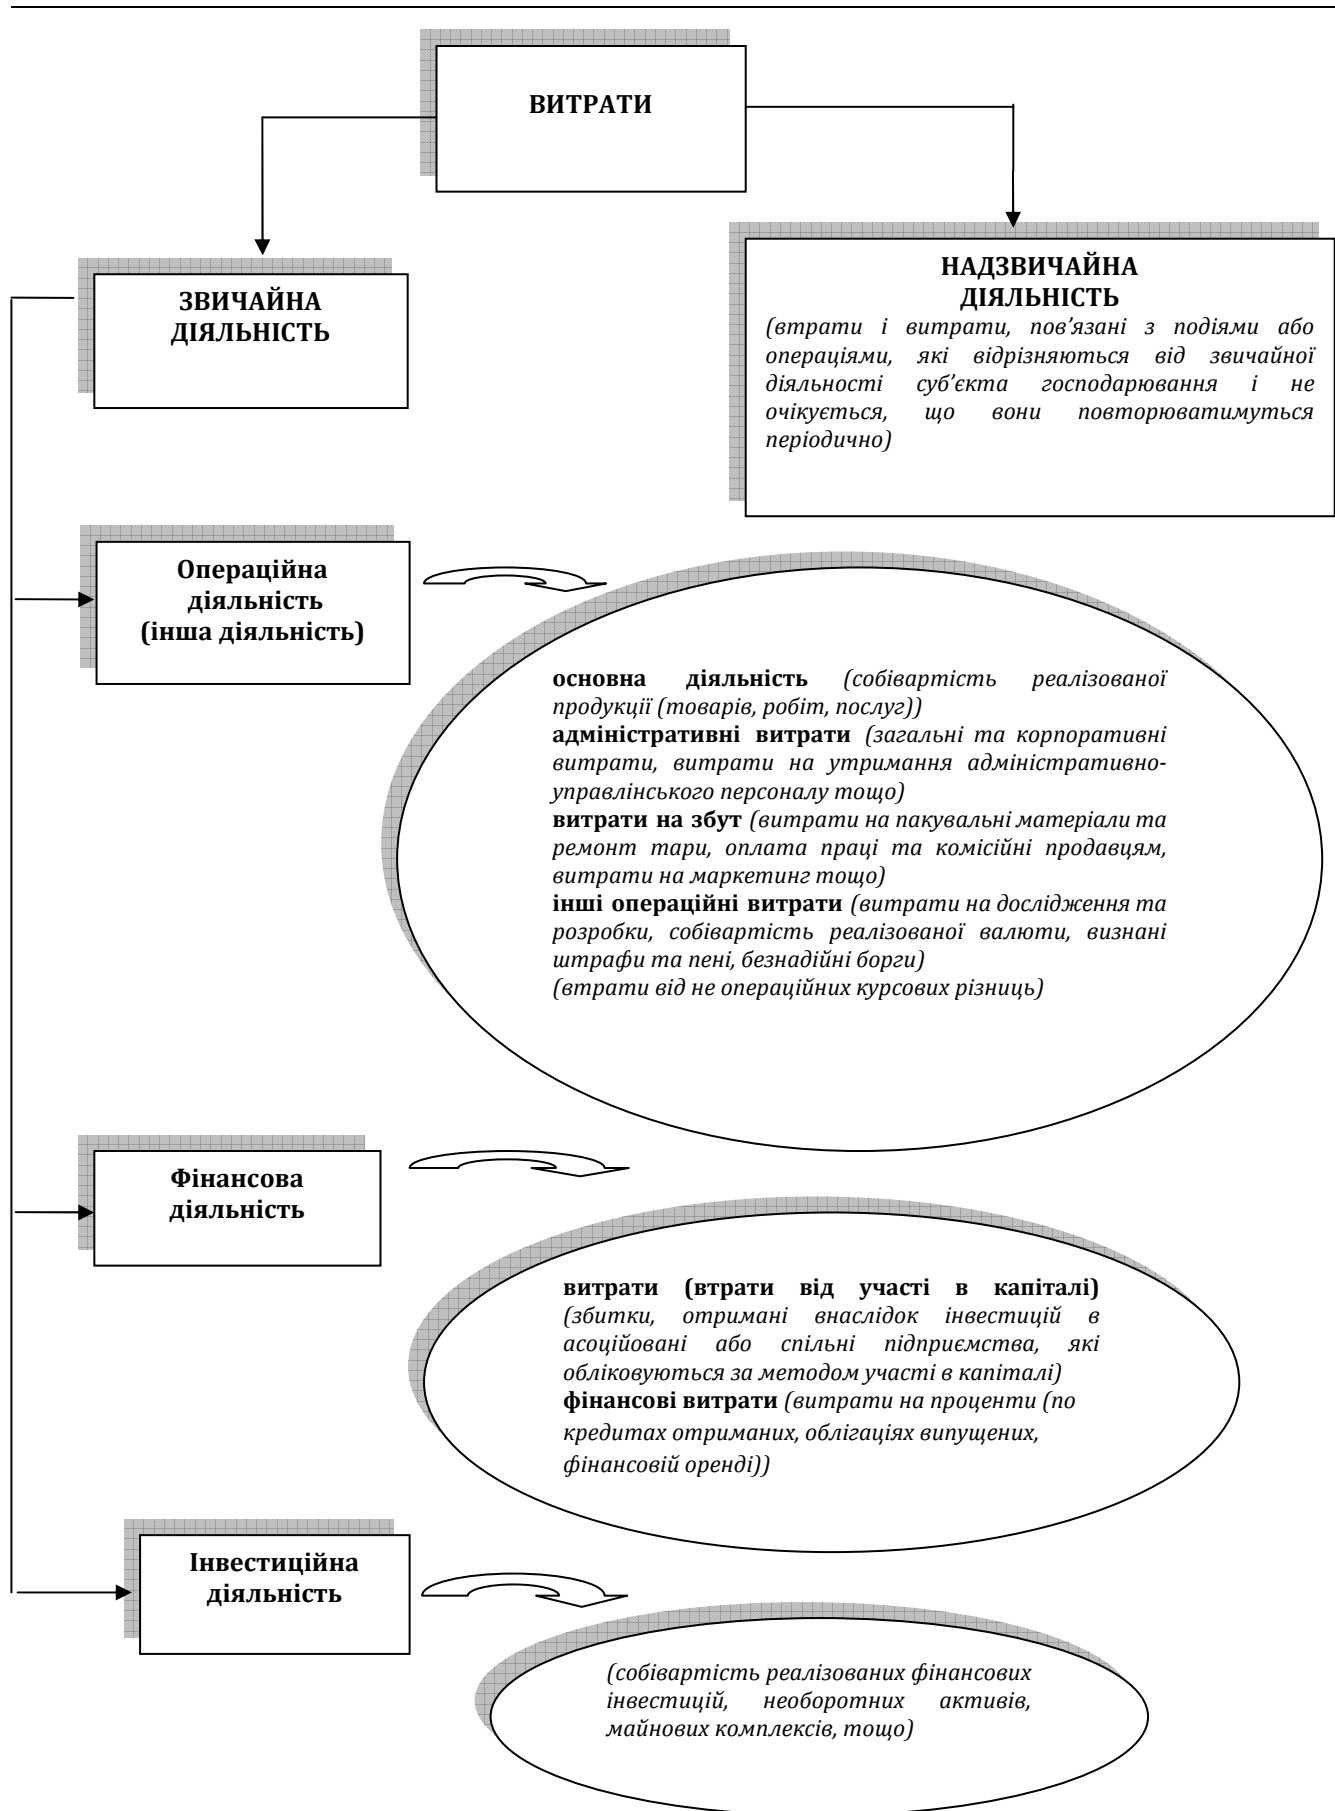 ВИТРАТИ
ЗВИЧАЙНА
ДІЯЛЬНІСТЬ
НАДЗВИЧАЙНА
ДІЯЛЬНІСТЬ
(втрати і витрати, пов’язані з подіями або
операціями, які відрізняються від звичайної
діяльності суб’єкта господарювання і не
очікується, що вони повторюватимуться
періодично)
Операційна
діяльність
(інша діяльність)
основна діяльність (собівартість реалізованої
продукції (товарів, робіт, послуг))
адміністративні витрати (загальні та корпоративні
витрати, витрати на утримання адміністративно-
управлінського персоналу тощо)
витрати на збут (витрати на пакувальні матеріали та
ремонт тари, оплата праці та комісійні продавцям,
витрати на маркетинг тощо)
інші операційні витрати (витрати на дослідження та
розробки, собівартість реалізованої валюти, визнані
штрафи та пені, безнадійні борги)
(втрати від не операційних курсових різниць)
Фінансова
діяльність
витрати (втрати від участі в капіталі)
(збитки, отримані внаслідок інвестицій в
асоційовані або спільні підприємства, які
обліковуються за методом участі в капіталі)
фінансові витрати (витрати на проценти (по
кредитах отриманих, облігаціях випущених,
фінансовій оренді))
Інвестиційна
діяльність
(собівартість реалізованих фінансових
інвестицій, необоротних активів,
майнових комплексів, тощо)